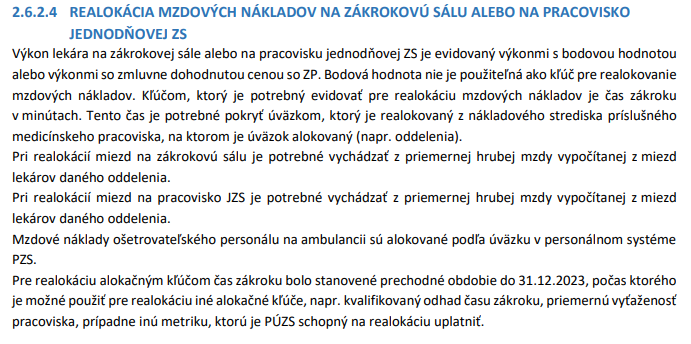 2.6.2.4 REALOKÁCIA MZDOVÝCH NÁKLADOV NA ZÁKROKOVÚ SÁLU ALEBO NA PRACOVISKO
JEDNODŇOVEJ ZS
Výkon lekára na zákrokovej sále alebo na pracovisku jednodňovej ZS je evidovaný výkonmi s bodovou hodnotou
alebo výkonmi so zmluvne dohodnutou cenou so ZP. Bodová hodnota nie je použiteľná ako kľúč pre realokovanie
mzdových nákladov. Kľúčom, ktorý je potrebný evidovať pre realokáciu mzdových nákladov je čas zákroku
v minútach. Tento čas je potrebné pokryť úväzkom, ktorý je realokovaný z nákladového strediska príslušného
medicínskeho pracoviska, na ktorom je úväzok alokovaný (napr. oddelenia).
Pri realokácií miezd na zákrokovú sálu je potrebné vychádzať z priemernej hrubej mzdy vypočítanej z miezd
lekárov daného oddelenia.
Pri realokácií miezd na pracovisko JZS je potrebné vychádzať z priemernej hrubej mzdy vypočítanej z miezd
lekárov daného oddelenia.
Mzdové náklady ošetrovateľského personálu na ambulancii sú alokované podľa úväzku v personálnom systéme
PZS.
Pre realokáciu alokačným kľúčom čas zákroku bolo stanovené prechodné obdobie do 31.12.2023, počas ktorého
je možné použiť pre realokáciu iné alokačné kľúče, napr. kvalifikovaný odhad času zákroku, priemernú vyťaženosť
pracoviska, prípadne inú metriku, ktorú je PÚZS schopný na realokáciu uplatniť.